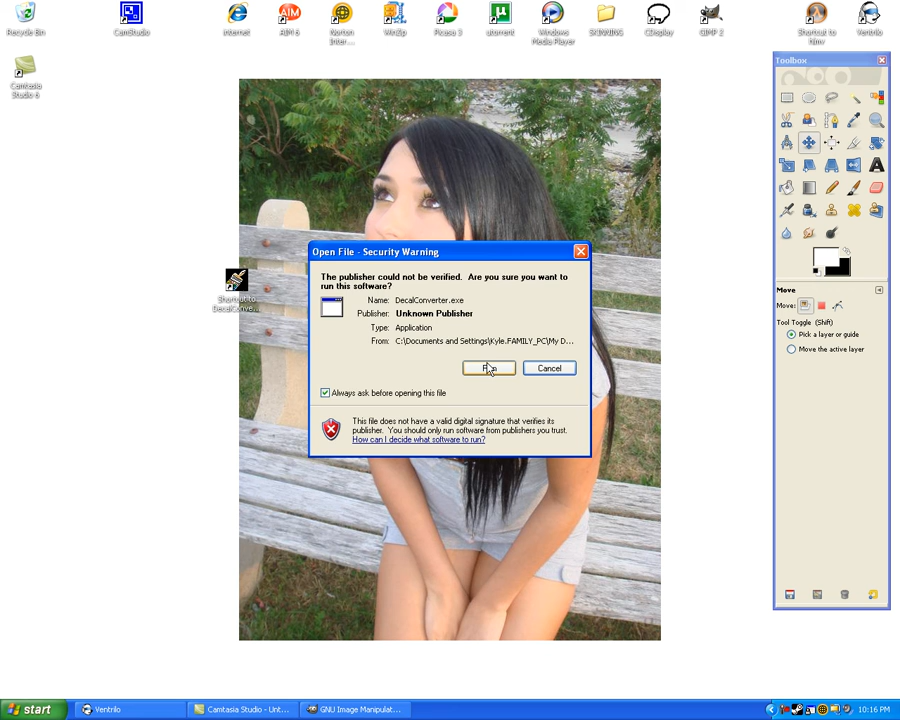 Recycle Bin
CamStudio
internet
AIM 6
Norton
Inter...
WinZip
Picasa 3
utorrent
Windows
Media Player
SKINNING
CDisplay
GIMP 2
Shortcut to
Ventrilo
Camtasia
Studio 6
Toolbox
Open File - Security Warning
The publisher could not be verified. Are you sure you want to
run this software?
Name: DecalConverter.exe
Publisher: Unknown Publisher
Type: Application
From: C:\Documents and Settings\Kyle.FAMILY_PC\My D...
Run Cancel
Always ask before opening this file
This file does not have a valid digital signature that verifies its
publisher. You should only run software from publishers you trust.
How can I decide what software to run?
Shortcut to
DecalConve...
Move
Move:
Tool Toggle (Shift)
Pick a layer or guide
Move the active layer
start
Ventrilo
Camtasia Studio - Unt...
GNU Image Manipulat...
10:16 PM